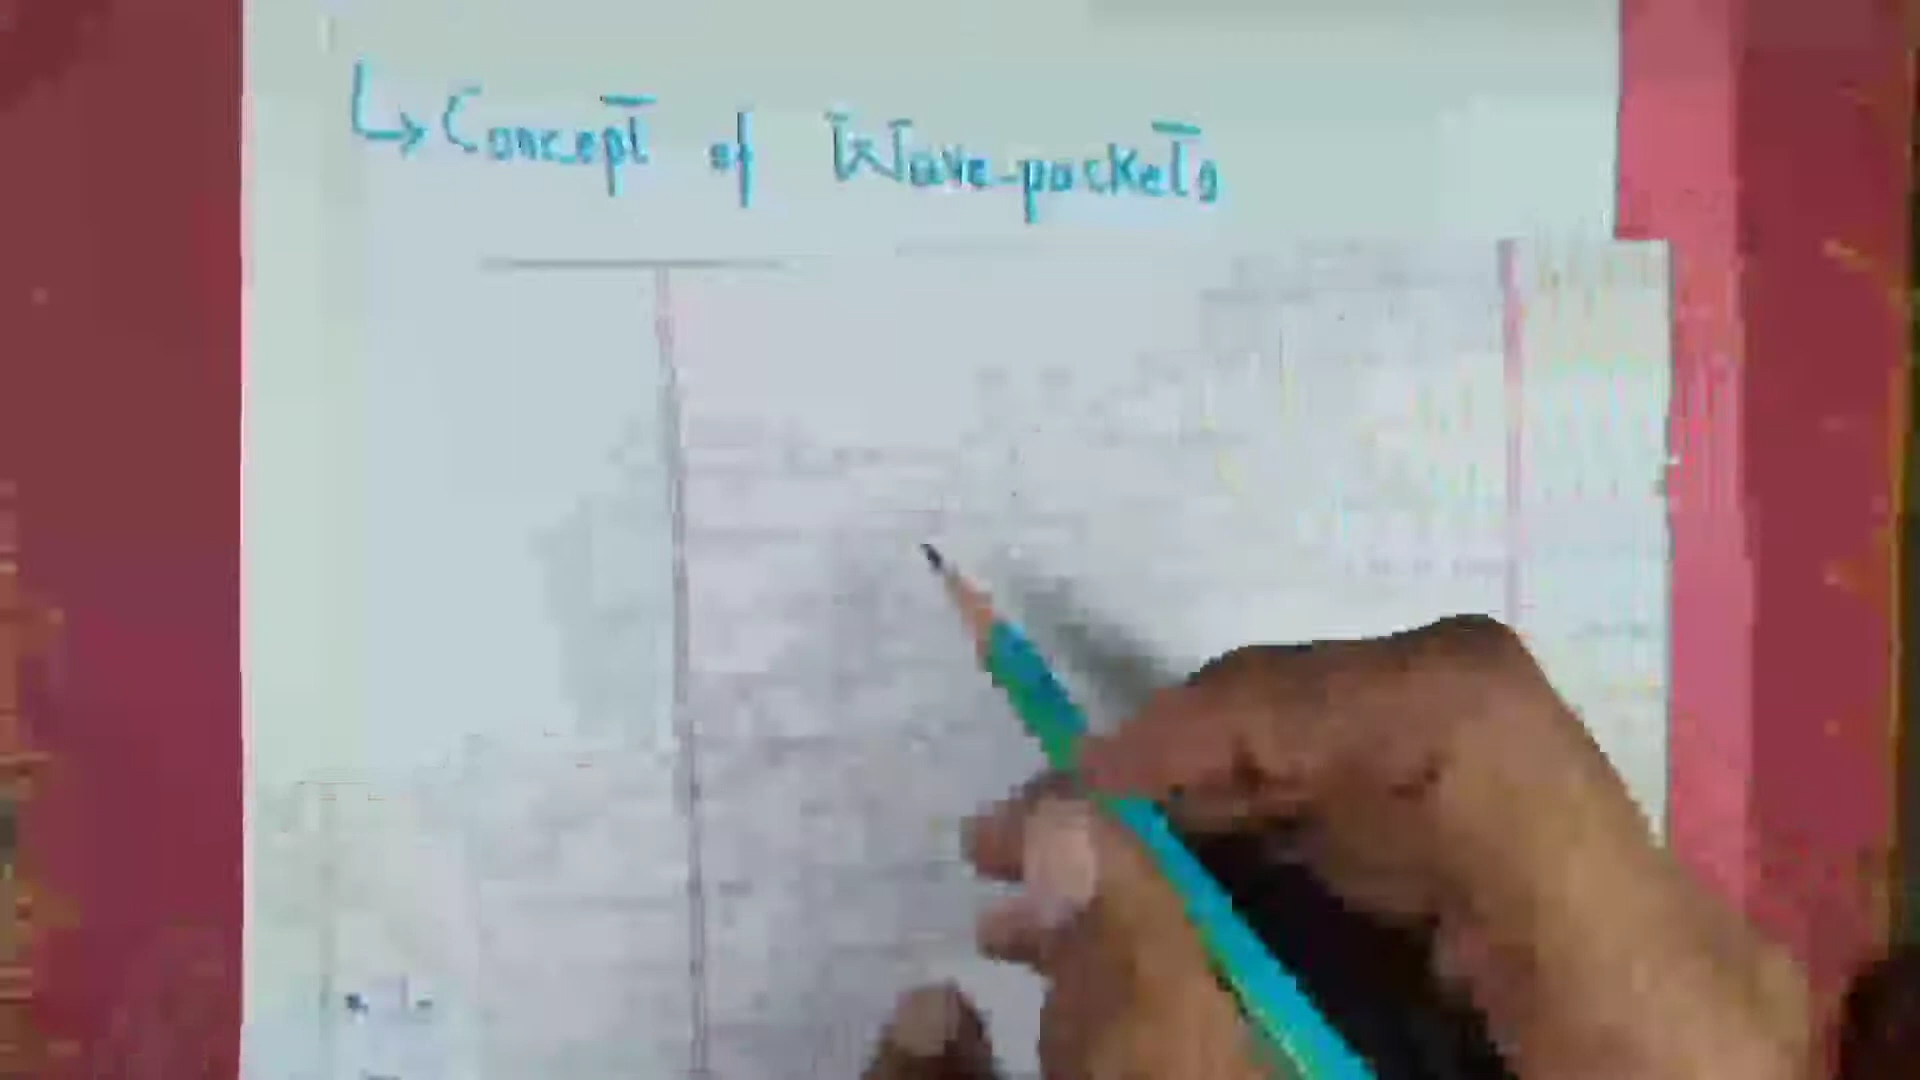 ↳ Concept of Wave-packets